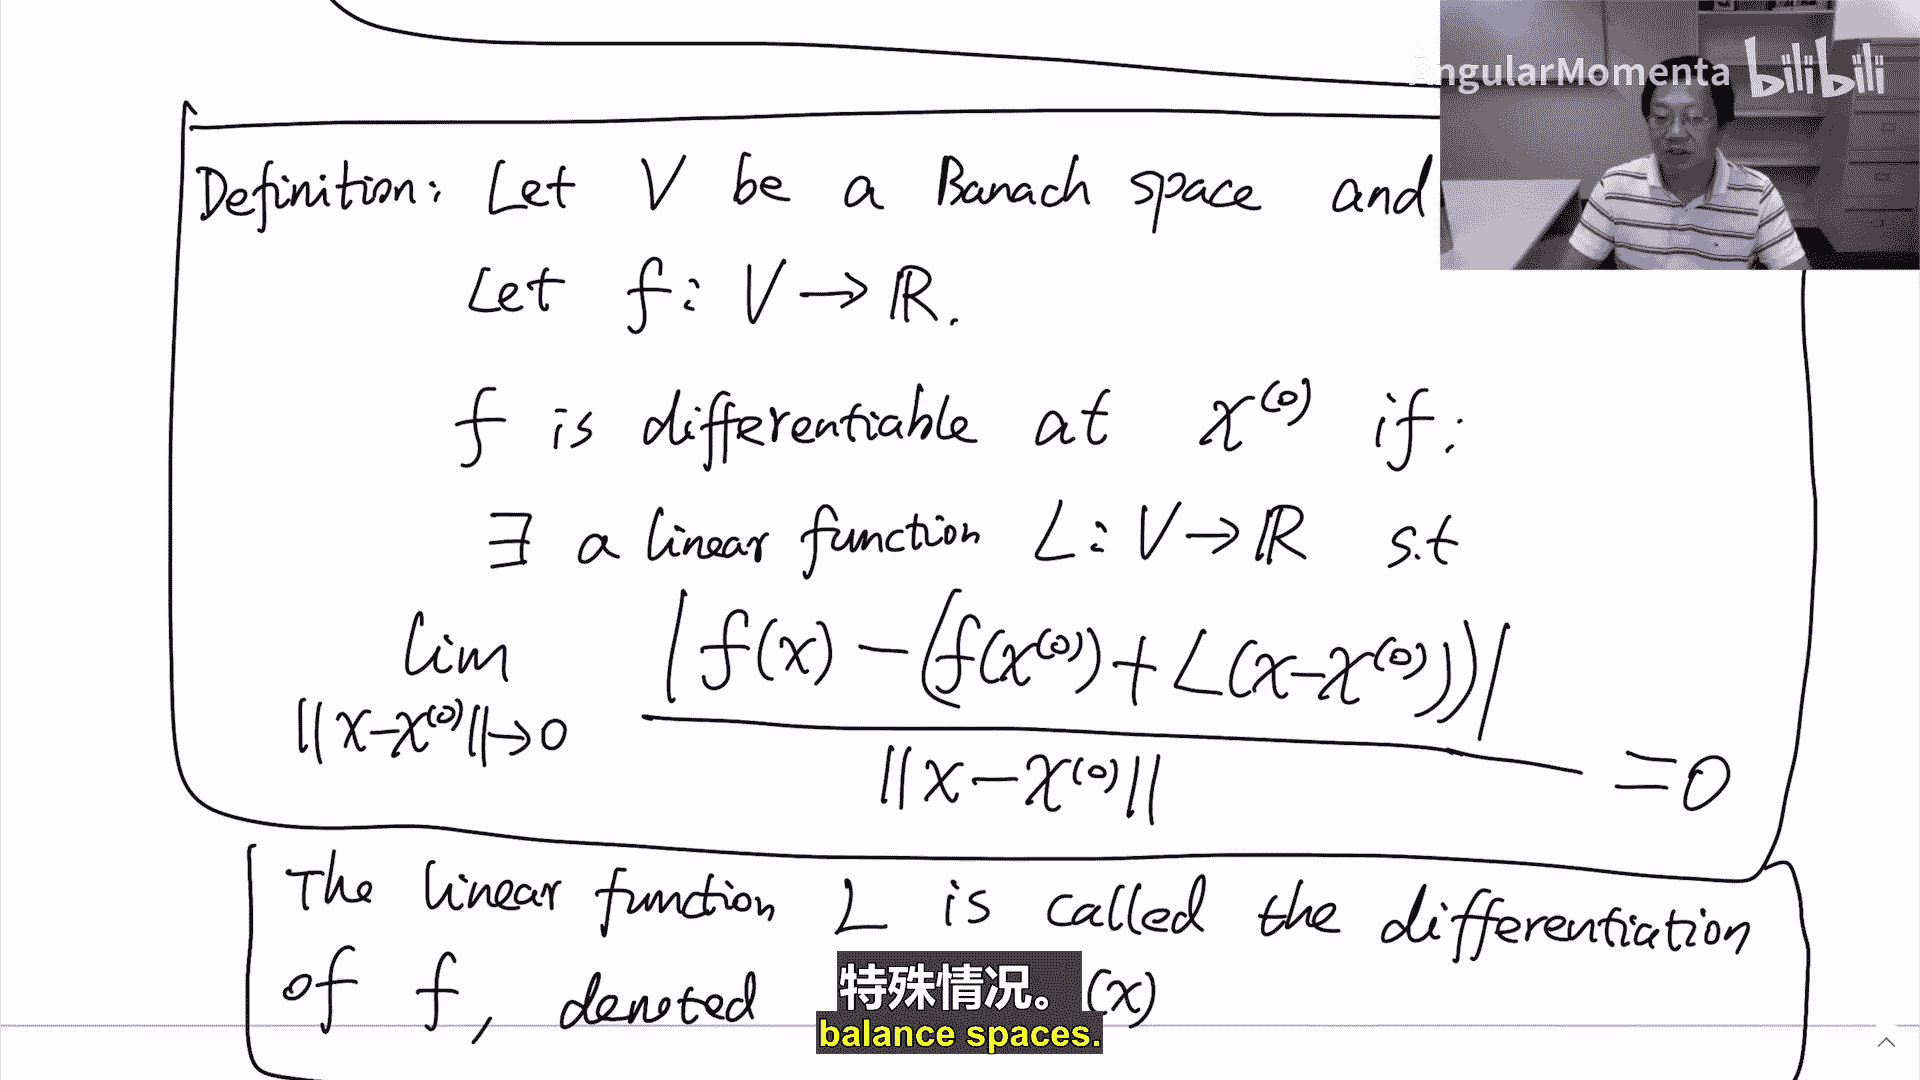 ngularMomenta bilibili
Definition: Let V be a Banach space and
Let f: V → ℝ.
f is differentiable at x⁽⁰⁾ if:
∃ a linear function L: V → ℝ s.t
lim |f(x) − (f(x⁽⁰⁾) + L(x − x⁽⁰⁾))|
||x − x⁽⁰⁾|| → 0
||x − x⁽⁰⁾||
= 0
The linear function L is called the differentiation
of f, denoted (x)
特殊情况。
balance spaces.